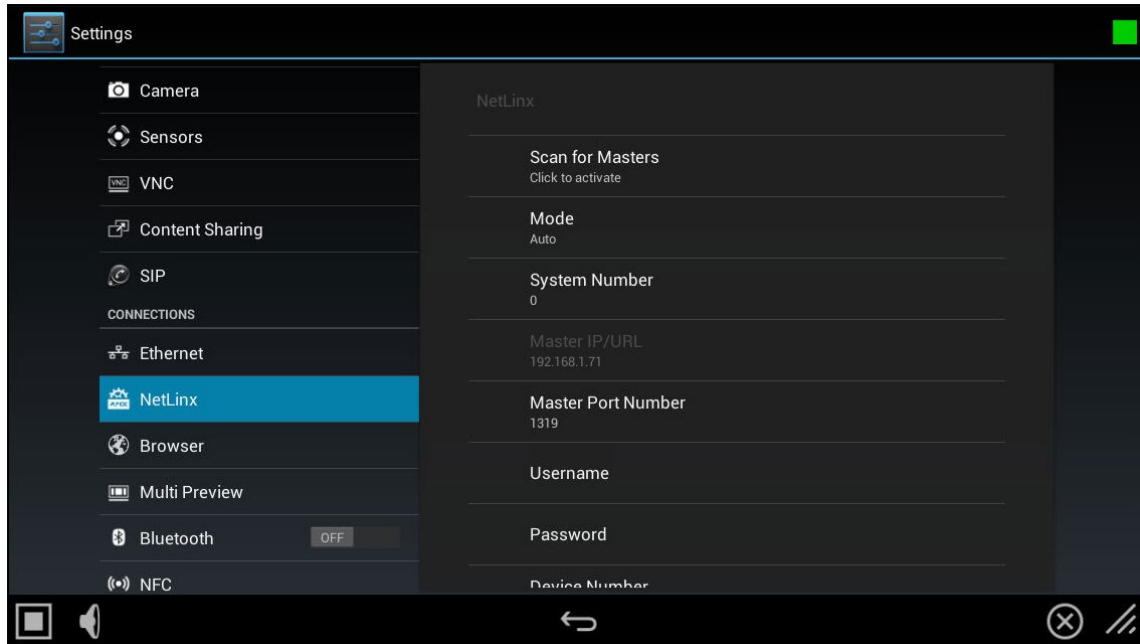 Settings
Camera
Sensors
VNC
VNC
Content Sharing
SIP
CONNECTIONS
Ethernet
NetLinx
Browser
Multi Preview
Bluetooth
OFF
NFC
NetLinx
Scan for Masters
Click to activate
Mode
Auto
System Number
0
Master IP/URL
192.168.1.71
Master Port Number
1319
Username
Password
Device Number